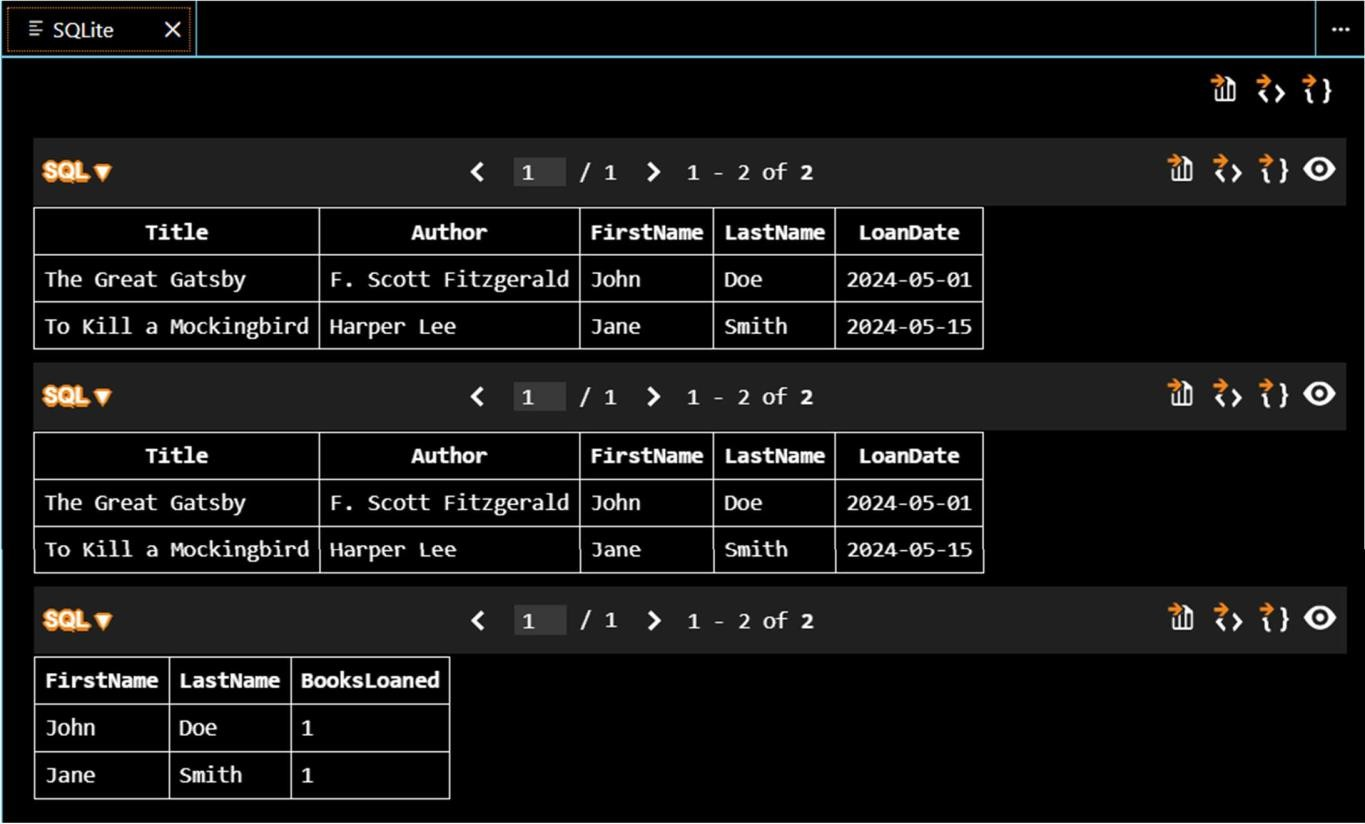 SQLite
SQL 1 / 1 1 - 2 of 2
Title Author FirstName LastName LoanDate
The Great Gatsby F. Scott Fitzgerald John Doe 2024-05-01
To Kill a Mockingbird Harper Lee Jane Smith 2024-05-15
SQL 1 / 1 1 - 2 of 2
Title Author FirstName LastName LoanDate
The Great Gatsby F. Scott Fitzgerald John Doe 2024-05-01
To Kill a Mockingbird Harper Lee Jane Smith 2024-05-15
SQL 1 / 1 1 - 2 of 2
FirstName LastName BooksLoaned
John Doe 1
Jane Smith 1